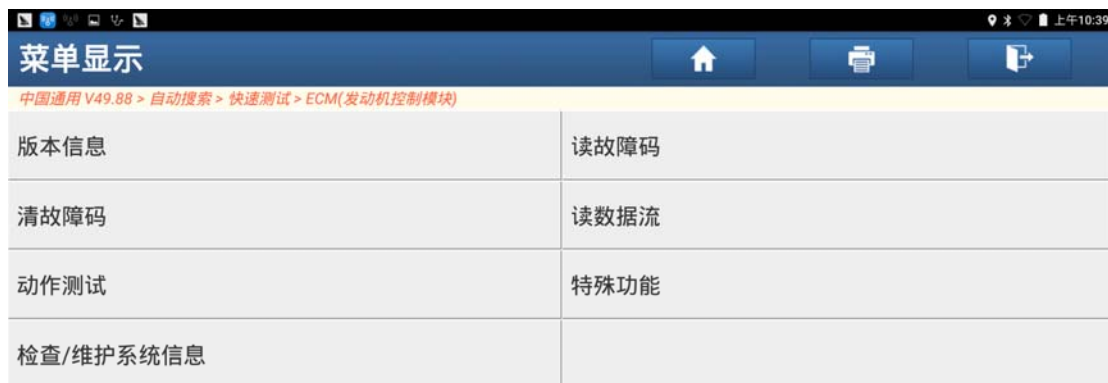 上午10:39
菜单显示
中国通用 V49.88 > 自动搜索 > 快速测试 > ECM(发动机控制模块)
版本信息 读故障码
清故障码 读数据流
动作测试 特殊功能
检查/维护系统信息